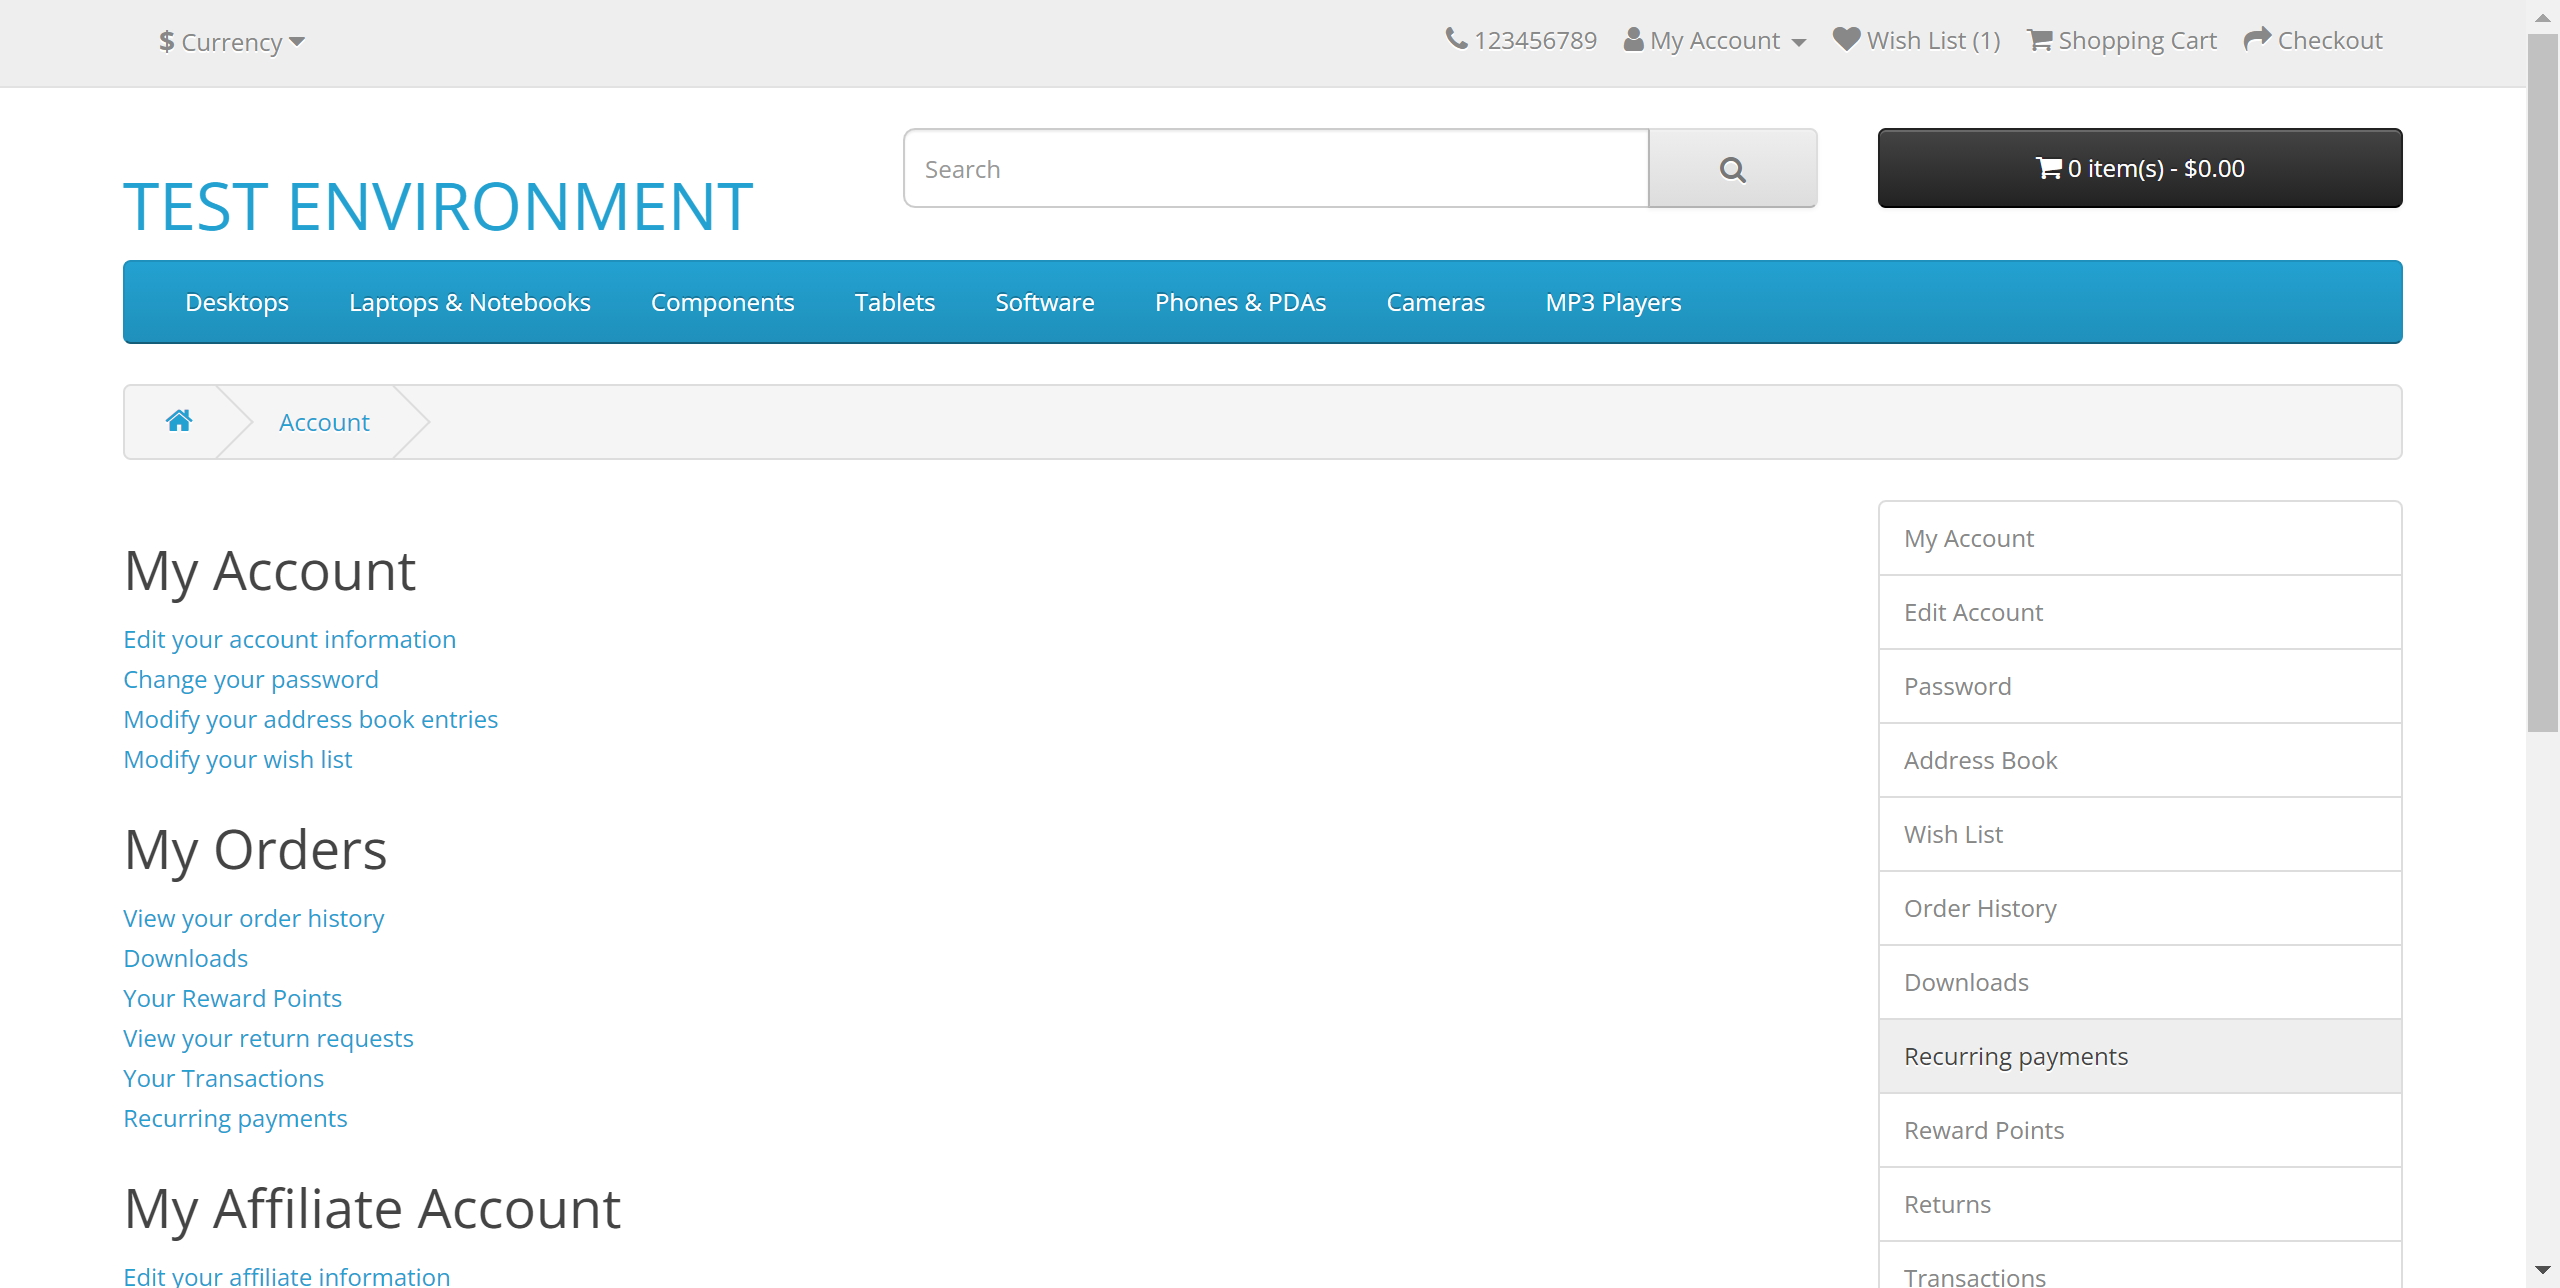 $ Currency
123456789 My Account Wish List (1) Shopping Cart Checkout
TEST ENVIRONMENT
Search
0 item(s) - $0.00
Desktops Laptops & Notebooks Components Tablets Software Phones & PDAs Cameras MP3 Players
Account
My Account
Edit your account information
Change your password
Modify your address book entries
Modify your wish list
My Orders
View your order history
Downloads
Your Reward Points
View your return requests
Your Transactions
Recurring payments
My Affiliate Account
Edit your affiliate information
My Account
Edit Account
Password
Address Book
Wish List
Order History
Downloads
Recurring payments
Reward Points
Returns
Transactions